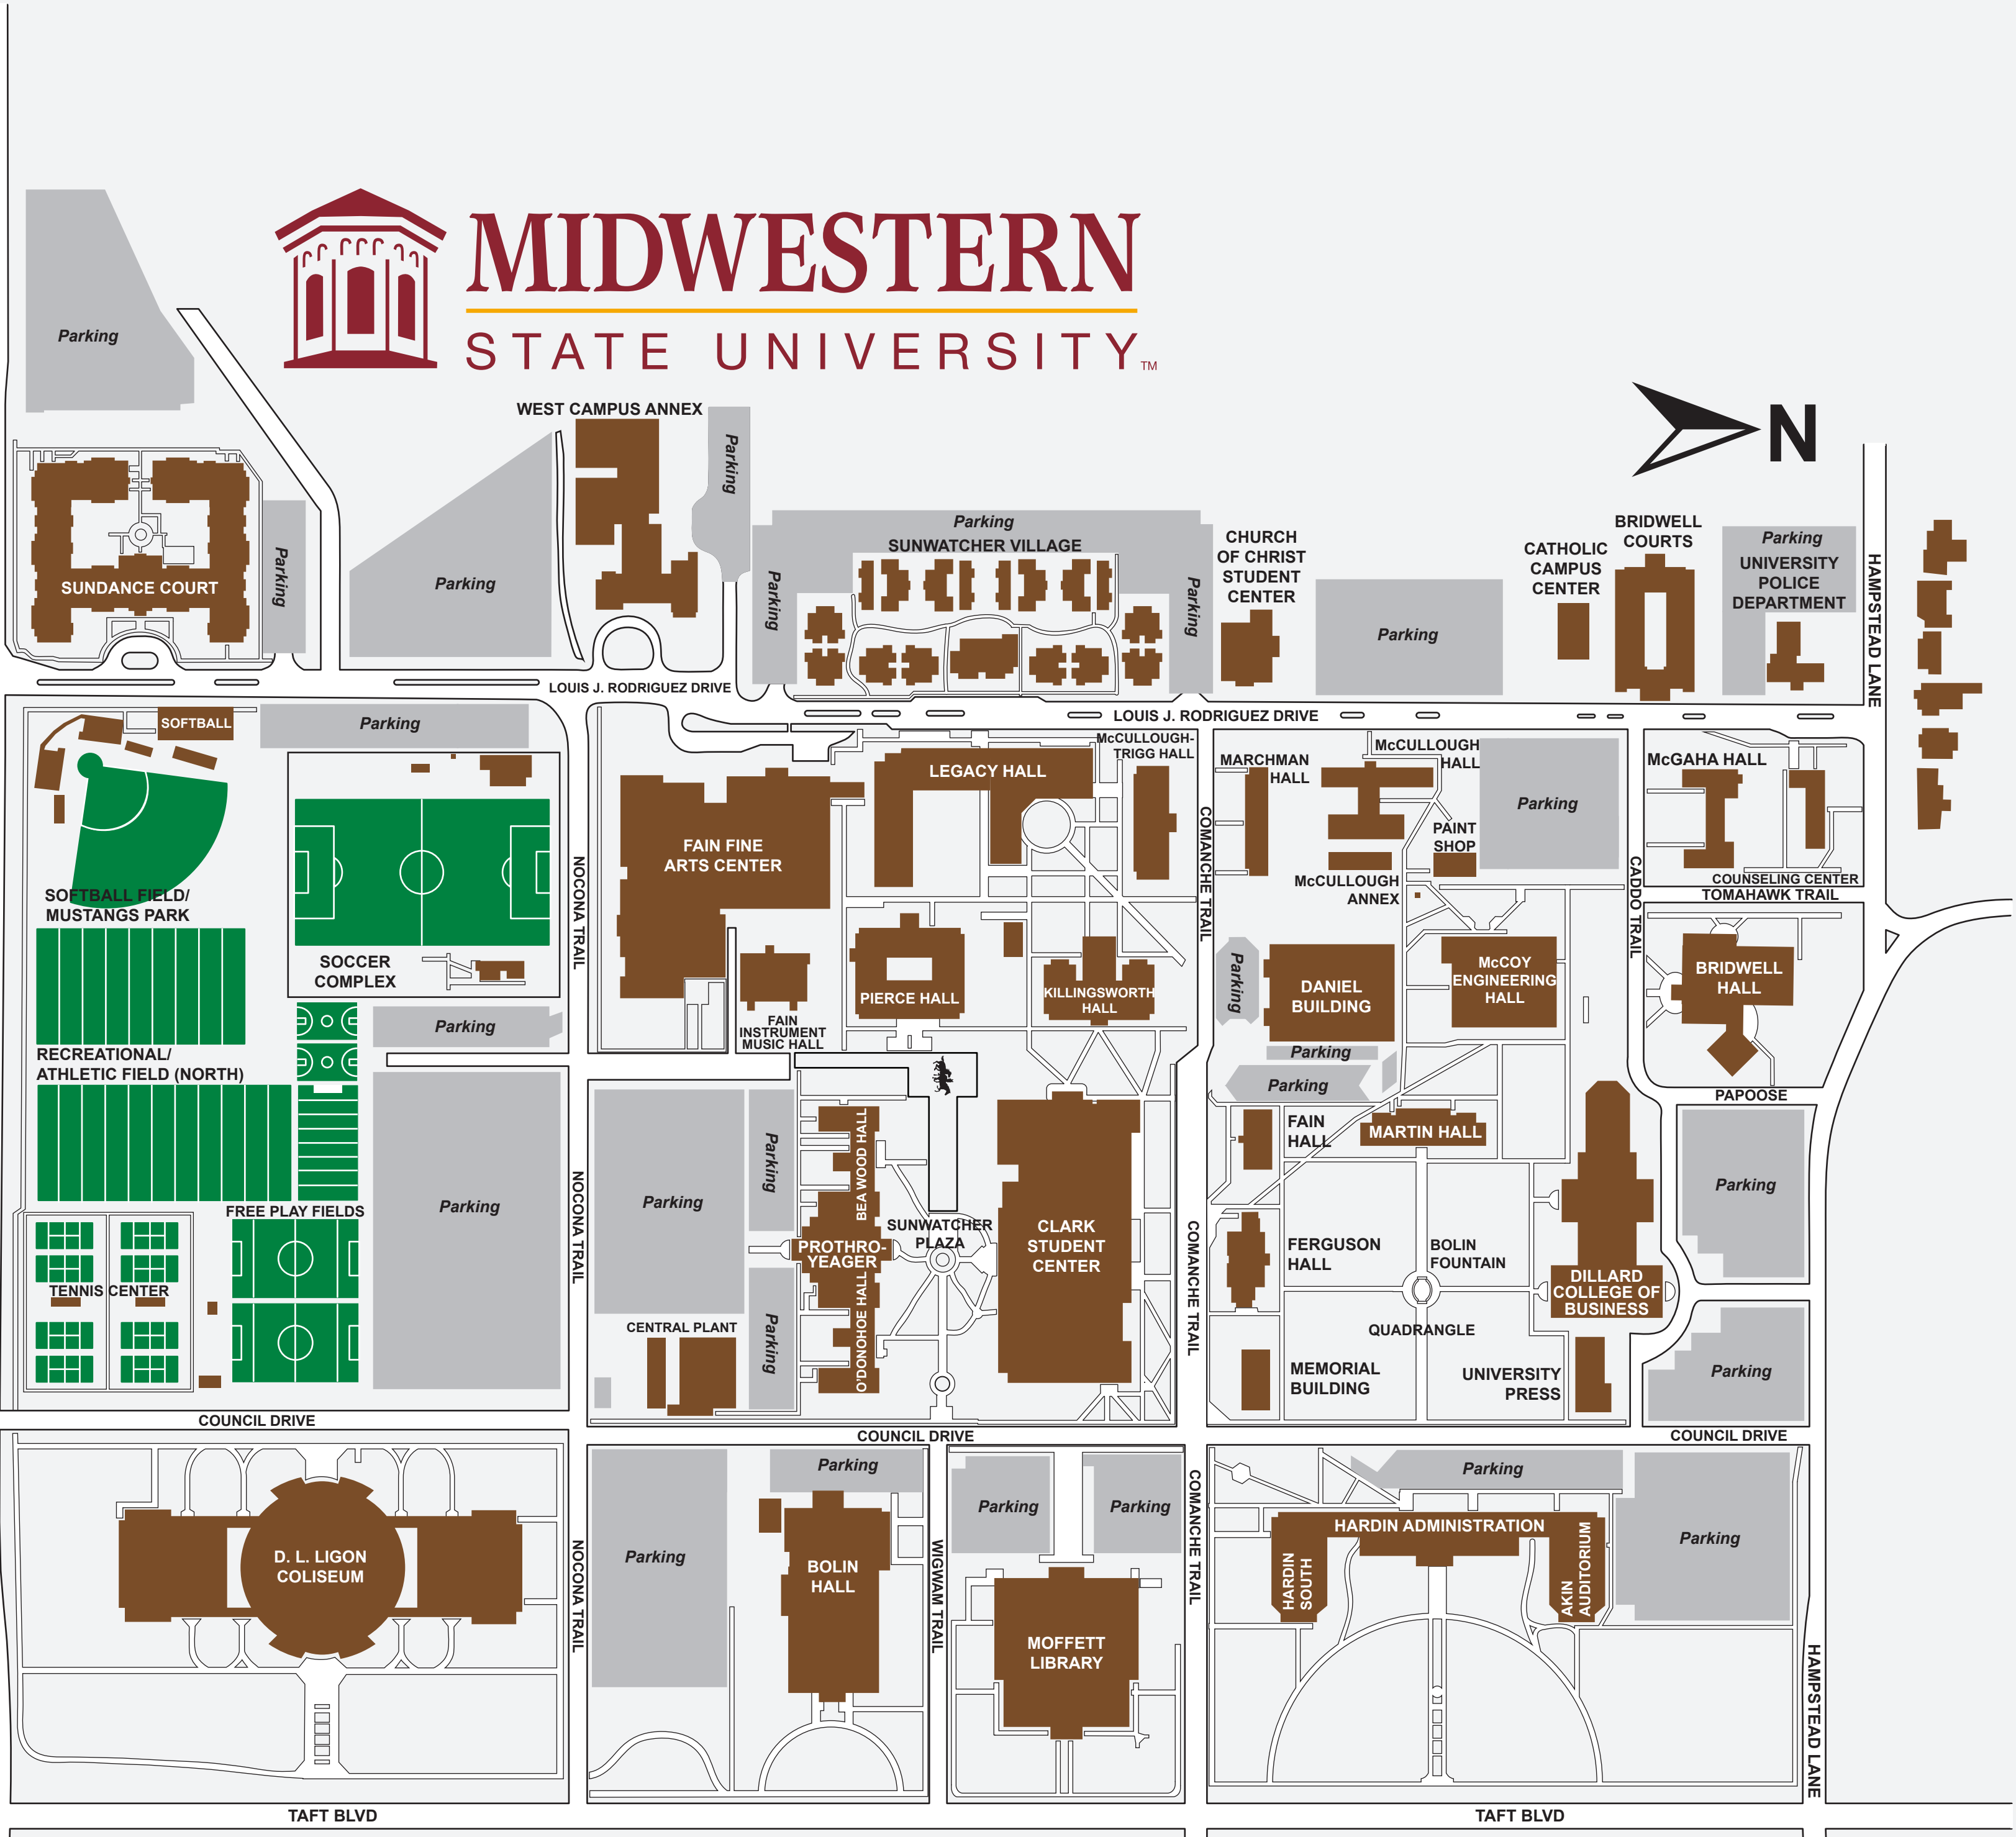 MIDWESTERN
STATE UNIVERSITY™
Parking
WEST CAMPUS ANNEX
Parking
N
SUNDANCE COURT
Parking
Parking
Parking
SUNWATCHER VILLAGE
Parking
Parking
CHURCH
OF CHRIST
STUDENT
CENTER
Parking
CATHOLIC
CAMPUS
CENTER
BRIDWELL
COURTS
Parking
UNIVERSITY
POLICE
DEPARTMENT
HAMPSTEAD LANE
LOUIS J. RODRIGUEZ DRIVE
LOUIS J. RODRIGUEZ DRIVE
SOFTBALL
Parking
SOFTBALL FIELD/
MUSTANGS PARK
SOCCER
COMPLEX
NOCONA TRAIL
FAIN FINE
ARTS CENTER
LEGACY HALL
McCULLOUGH-
TRIGG HALL
COMANCHE TRAIL
MARCHMAN
HALL
McCULLOUGH
HALL
PAINT
SHOP
McCULLOUGH
ANNEX
Parking
CADDO TRAIL
McGAHA HALL
COUNSELING CENTER
TOMAHAWK TRAIL
RECREATIONAL/
ATHLETIC FIELD (NORTH)
Parking
FAIN
INSTRUMENT
MUSIC HALL
PIERCE HALL
KILLINGSWORTH
HALL
Parking
DANIEL
BUILDING
McCOY
ENGINEERING
HALL
BRIDWELL
HALL
Parking
Parking
PAPOOSE
FREE PLAY FIELDS
TENNIS CENTER
Parking
NOCONA TRAIL
Parking
Parking
BEA WOOD HALL
PROTHRO-
YEAGER
O'DONOHOE HALL
SUNWATCHER
PLAZA
CLARK
STUDENT
CENTER
COMANCHE TRAIL
FAIN
HALL
MARTIN HALL
FERGUSON
HALL
BOLIN
FOUNTAIN
DILLARD
COLLEGE OF
BUSINESS
Parking
CENTRAL PLANT
Parking
QUADRANGLE
MEMORIAL
BUILDING
UNIVERSITY
PRESS
Parking
COUNCIL DRIVE
COUNCIL DRIVE
COUNCIL DRIVE
D. L. LIGON
COLISEUM
NOCONA TRAIL
Parking
Parking
BOLIN
HALL
WIGWAM TRAIL
Parking
Parking
MOFFETT
LIBRARY
COMANCHE TRAIL
Parking
HARDIN ADMINISTRATION
HARDIN
SOUTH
AKIN
AUDITORIUM
Parking
HAMPSTEAD LANE
TAFT BLVD
TAFT BLVD